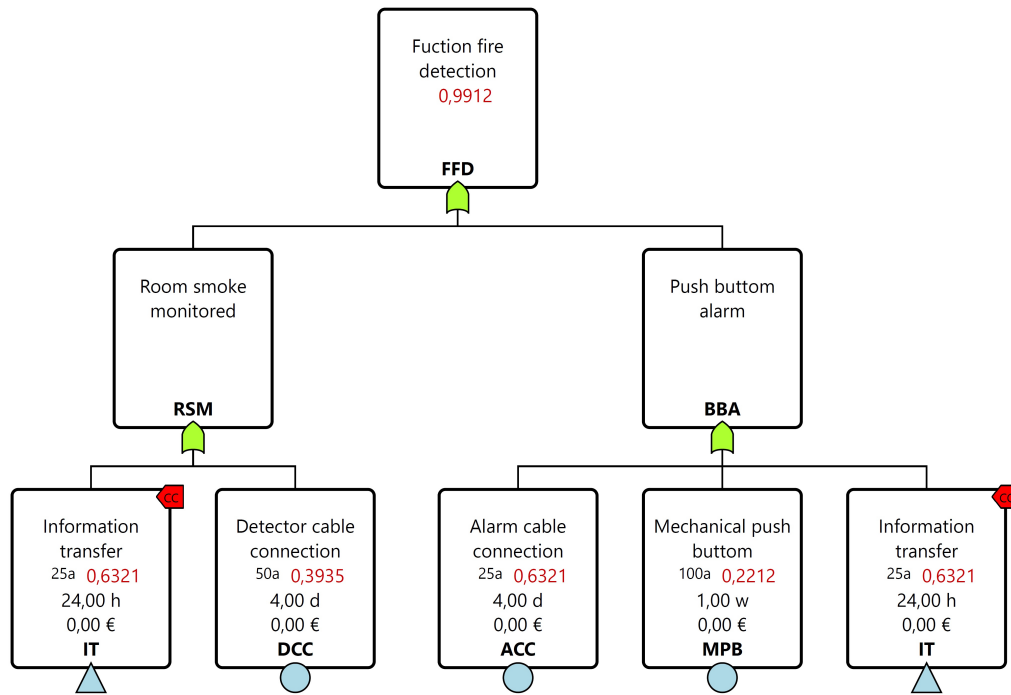 Fuction fire
detection
0,9912
FFD
Room smoke
monitored
RSM
Push buttom
alarm
BBA
CC
Information
transfer
25a 0,6321
24,00 h
0,00 €
IT
Detector cable
connection
50a 0,3935
4,00 d
0,00 €
DCC
Alarm cable
connection
25a 0,6321
4,00 d
0,00 €
ACC
Mechanical push
buttom
100a 0,2212
1,00 w
0,00 €
MPB
CC
Information
transfer
25a 0,6321
24,00 h
0,00 €
IT